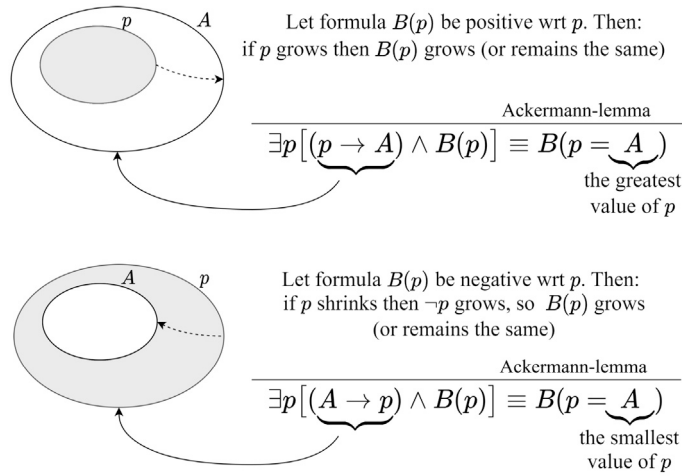 p A
Let formula B(p) be positive wrt p. Then:
if p grows then B(p) grows (or remains the same)
Ackermann-lemma
∃p[(p → A) ∧ B(p)] ≡ B(p = A)
the greatest
value of p
A p
Let formula B(p) be negative wrt p. Then:
if p shrinks then ¬p grows, so B(p) grows
(or remains the same)
Ackermann-lemma
∃p[(A → p) ∧ B(p)] ≡ B(p = A)
the smallest
value of p